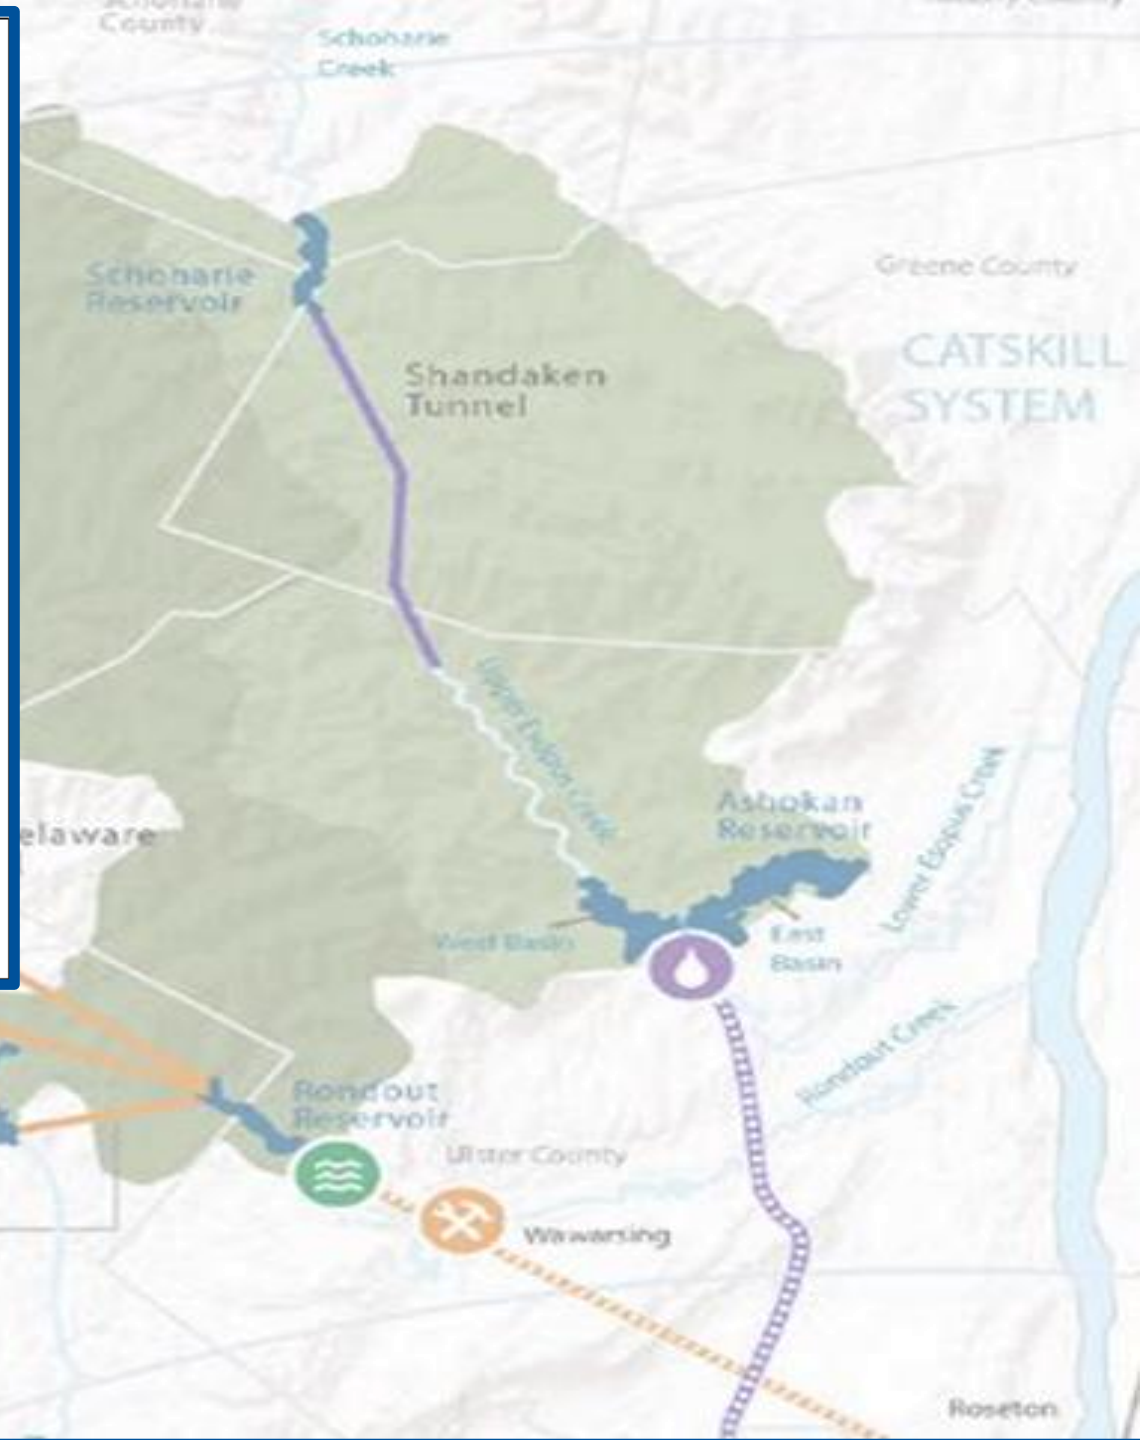 Schoharie
County
Schoharie
Creek
Schoharie
Reservoir
Greene County
CATSKILL
SYSTEM
Shandaken
Tunnel
Upper Esopus Creek
Ashokan
Reservoir
Lower Esopus Creek
elaware
West Basin
East
Basin
Rondout Creek
Rondout
Reservoir
Ulster County
Wawarsing
Roseton